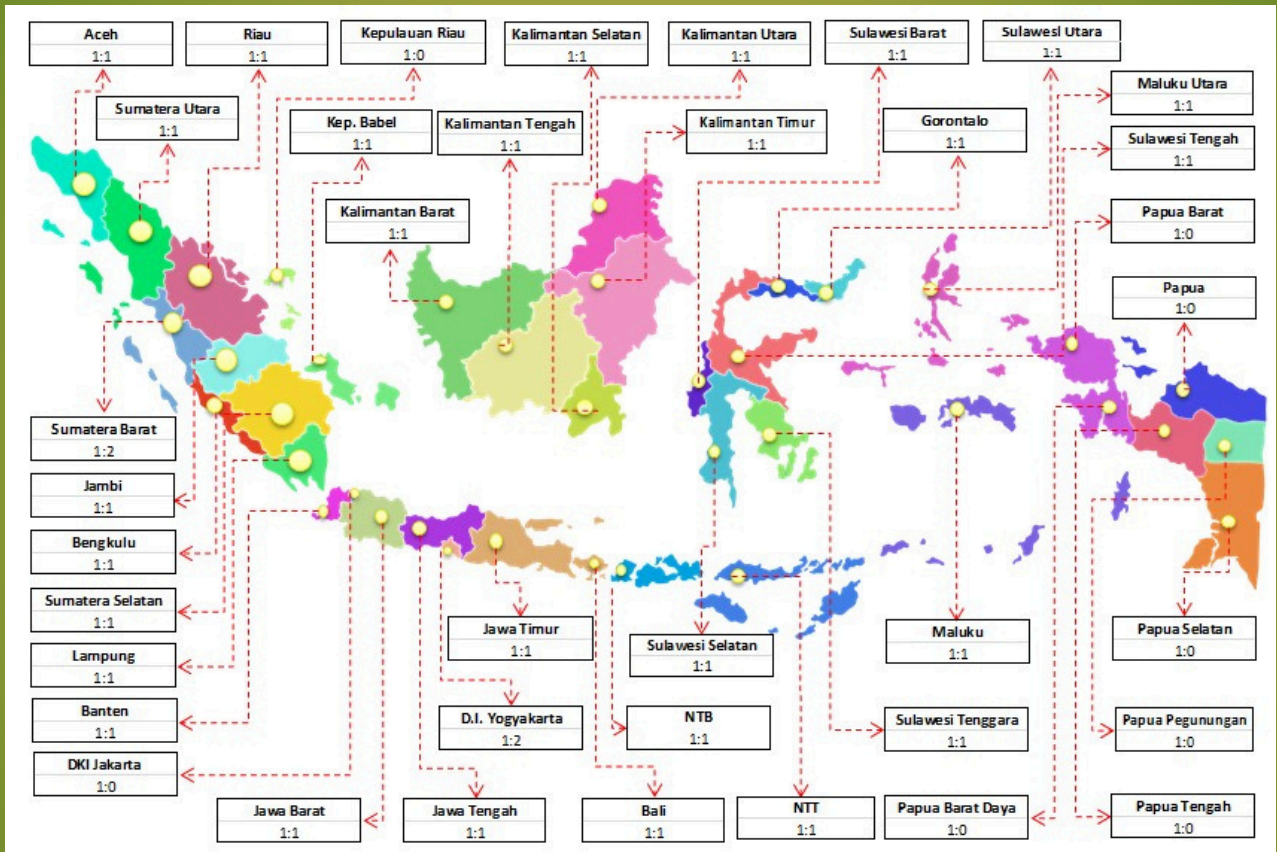 Aceh
1:1
Riau
1:1
Kepulauan Riau
1:0
Kalimantan Selatan
1:1
Kalimantan Utara
1:1
Sulawesi Barat
1:1
Sulawesl Utara
1:1
Maluku Utara
1:1
Sumatera Utara
1:1
Kep. Babel
1:1
Kalimantan Tengah
1:1
Kalimantan Timur
1:1
Gorontalo
1:1
Sulawesi Tengah
1:1
Kalimantan Barat
1:1
Papua Barat
1:0
Papua
1:0
Sumatera Barat
1:2
Jambi
1:1
Bengkulu
1:1
Sumatera Selatan
1:1
Lampung
1:1
Banten
1:1
DKI Jakarta
1:0
Jawa Timur
1:1
Sulawesi Selatan
1:1
Maluku
1:1
Papua Selatan
1:0
D.I. Yogyakarta
1:2
NTB
1:1
Sulawesi Tenggara
1:1
Papua Pegunungan
1:0
Jawa Barat
1:1
Jawa Tengah
1:1
Bali
1:1
NTT
1:1
Papua Barat Daya
1:0
Papua Tengah
1:0